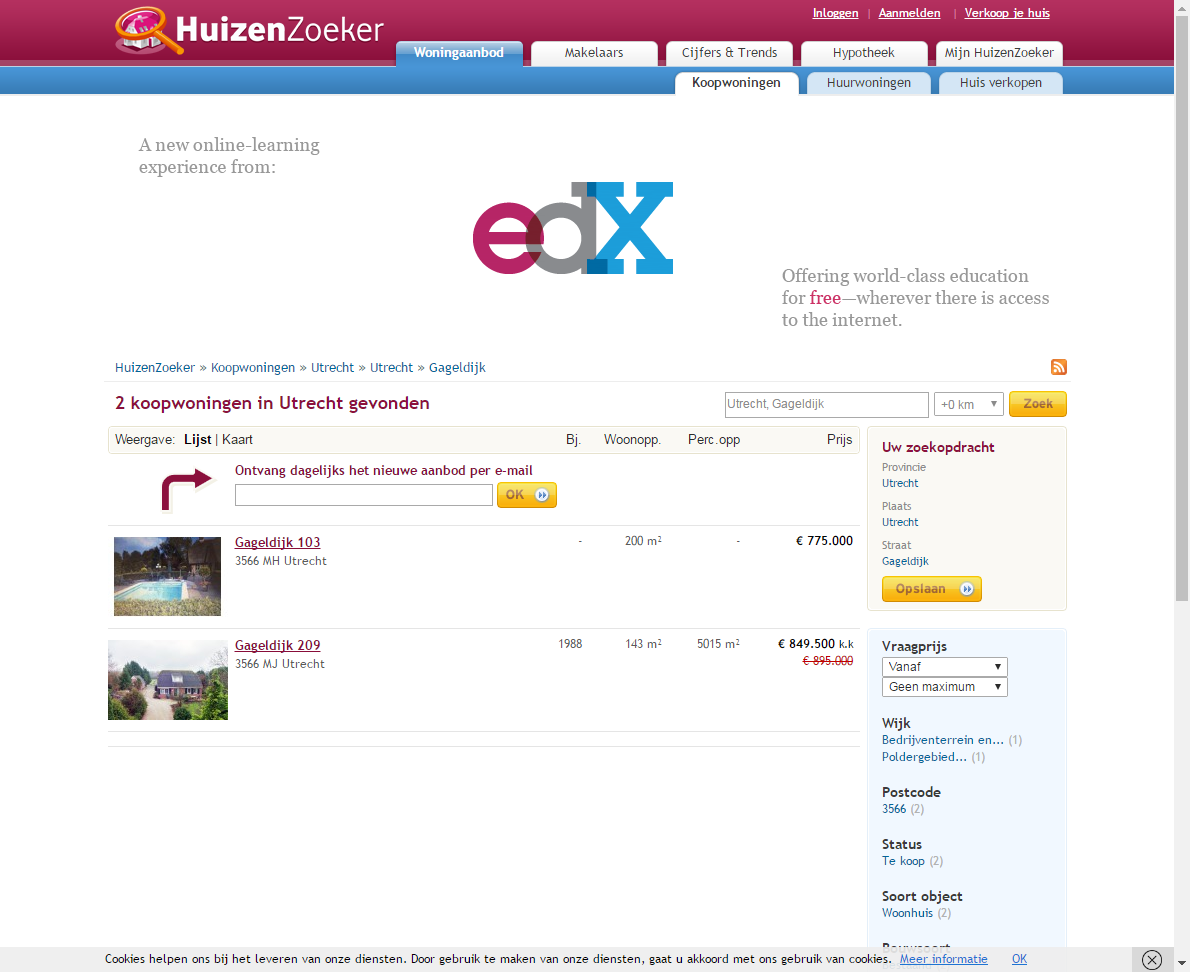 HuizenZoeker
Inloggen | Aanmelden | Verkoop je huis
Woningaanbod
Makelaars
Cijfers & Trends
Hypotheek
Mijn HuizenZoeker
Koopwoningen
Huurwoningen
Huis verkopen
A new online-learning
experience from:
edX
Offering world-class education
for free—wherever there is access
to the internet.
HuizenZoeker » Koopwoningen » Utrecht » Utrecht » Gageldijk
2 koopwoningen in Utrecht gevonden
Utrecht, Gageldijk
+0 km
Zoek
Weergave: Lijst | Kaart
Bj.
Woonopp.
Perc.opp
Prijs
Ontvang dagelijks het nieuwe aanbod per e-mail
OK
Gageldijk 103
- 200 m² - € 775.000
3566 MH Utrecht
Gageldijk 209
1988 143 m² 5015 m² € 849.500 k.k
3566 MJ Utrecht
€ 895.000
Uw zoekopdracht
Provincie
Utrecht
Plaats
Utrecht
Straat
Gageldijk
Opslaan
Vraagprijs
Vanaf
Geen maximum
Wijk
Bedrijventerrein en... (1)
Poldergebied... (1)
Postcode
3566 (2)
Status
Te koop (2)
Soort object
Woonhuis (2)
Bouwsoort
Cookies helpen ons bij het leveren van onze diensten. Door gebruik te maken van onze diensten, gaat u akkoord met ons gebruik van cookies. Meer informatie OK